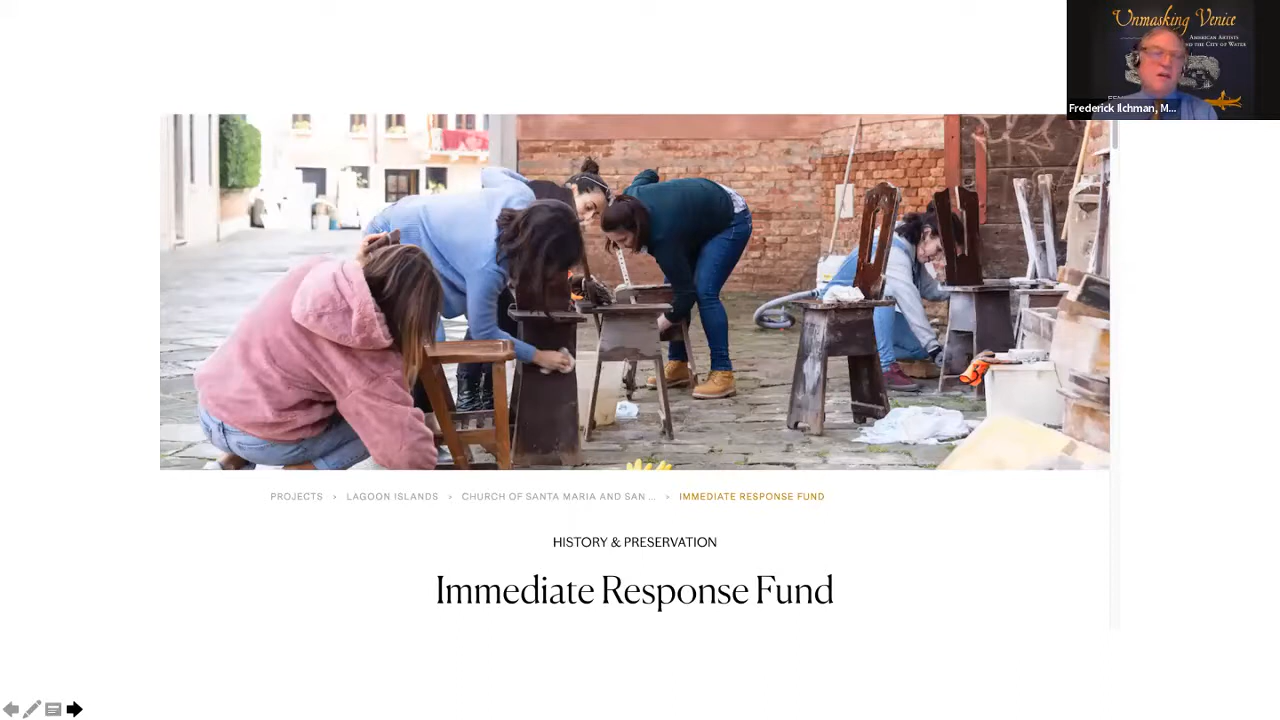 Unmasking Venice
American Artists
and the City of Water
Frederick Ilchman, M...
PROJECTS > LAGOON ISLANDS > CHURCH OF SANTA MARIA AND SAN ... > IMMEDIATE RESPONSE FUND
HISTORY & PRESERVATION
Immediate Response Fund